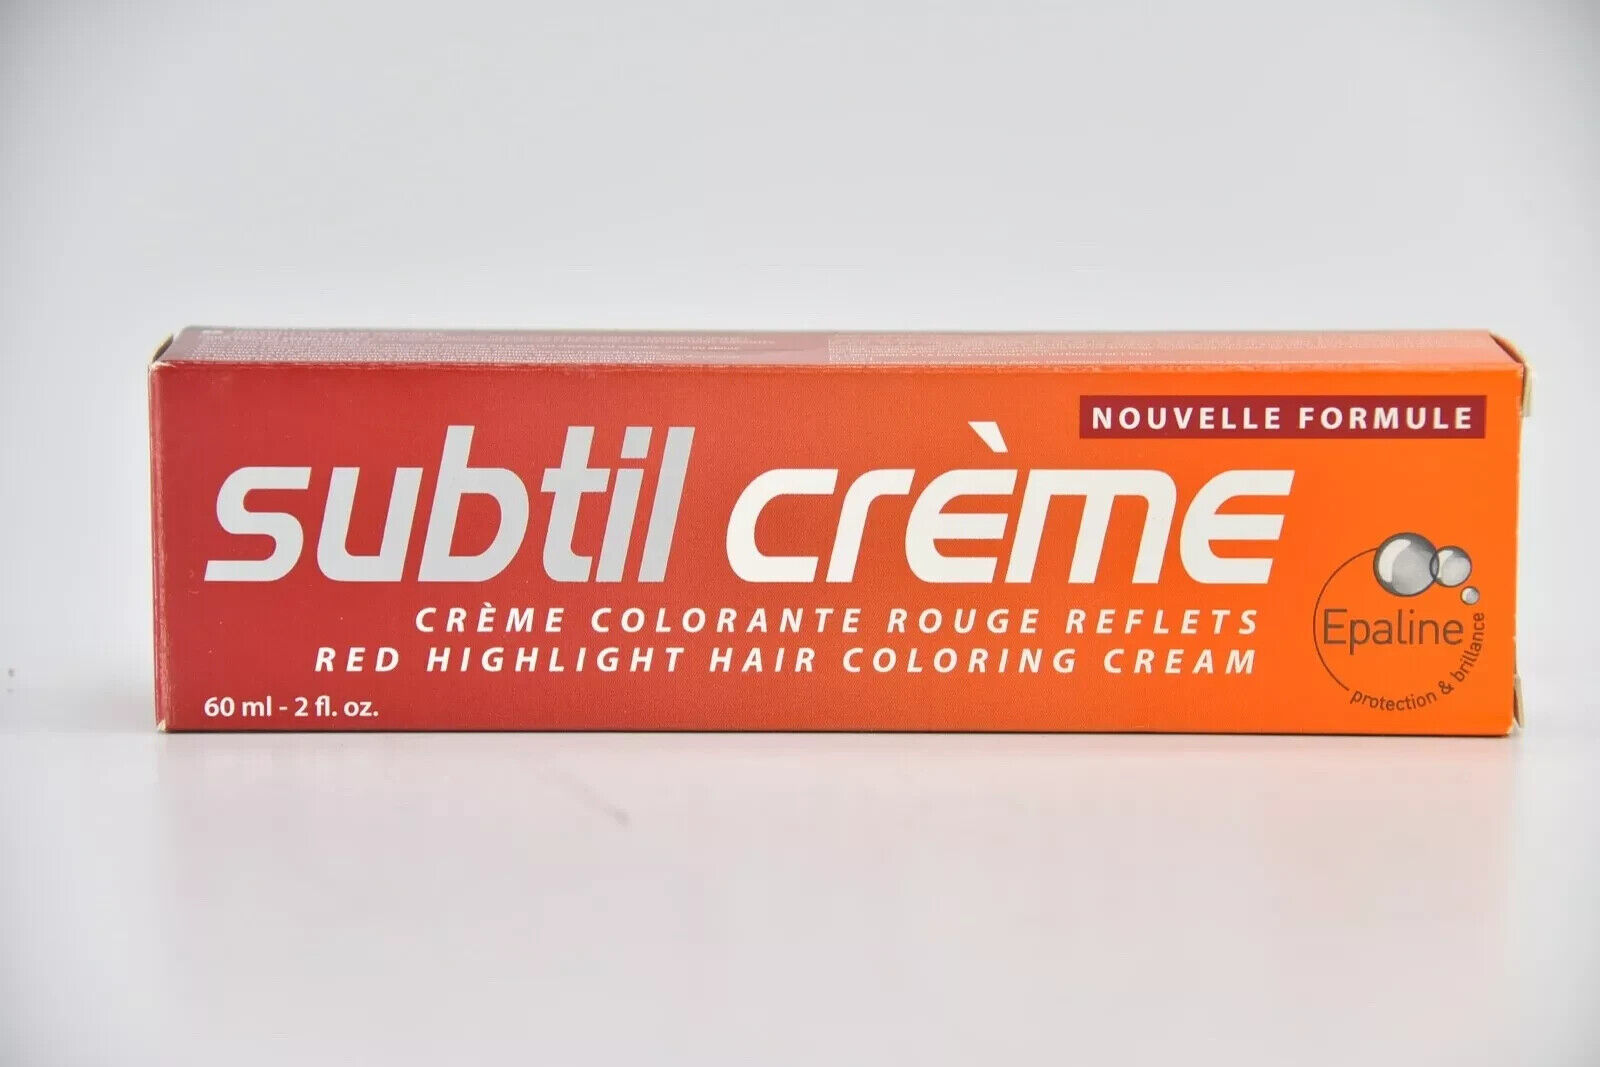 NOUVELLE FORMULE
subtil crème
CRÈME COLORANTE ROUGE REFLETS
RED HIGHLIGHT HAIR COLORING CREAM
60 ml - 2 fl. oz.
Epaline
protection & brillance